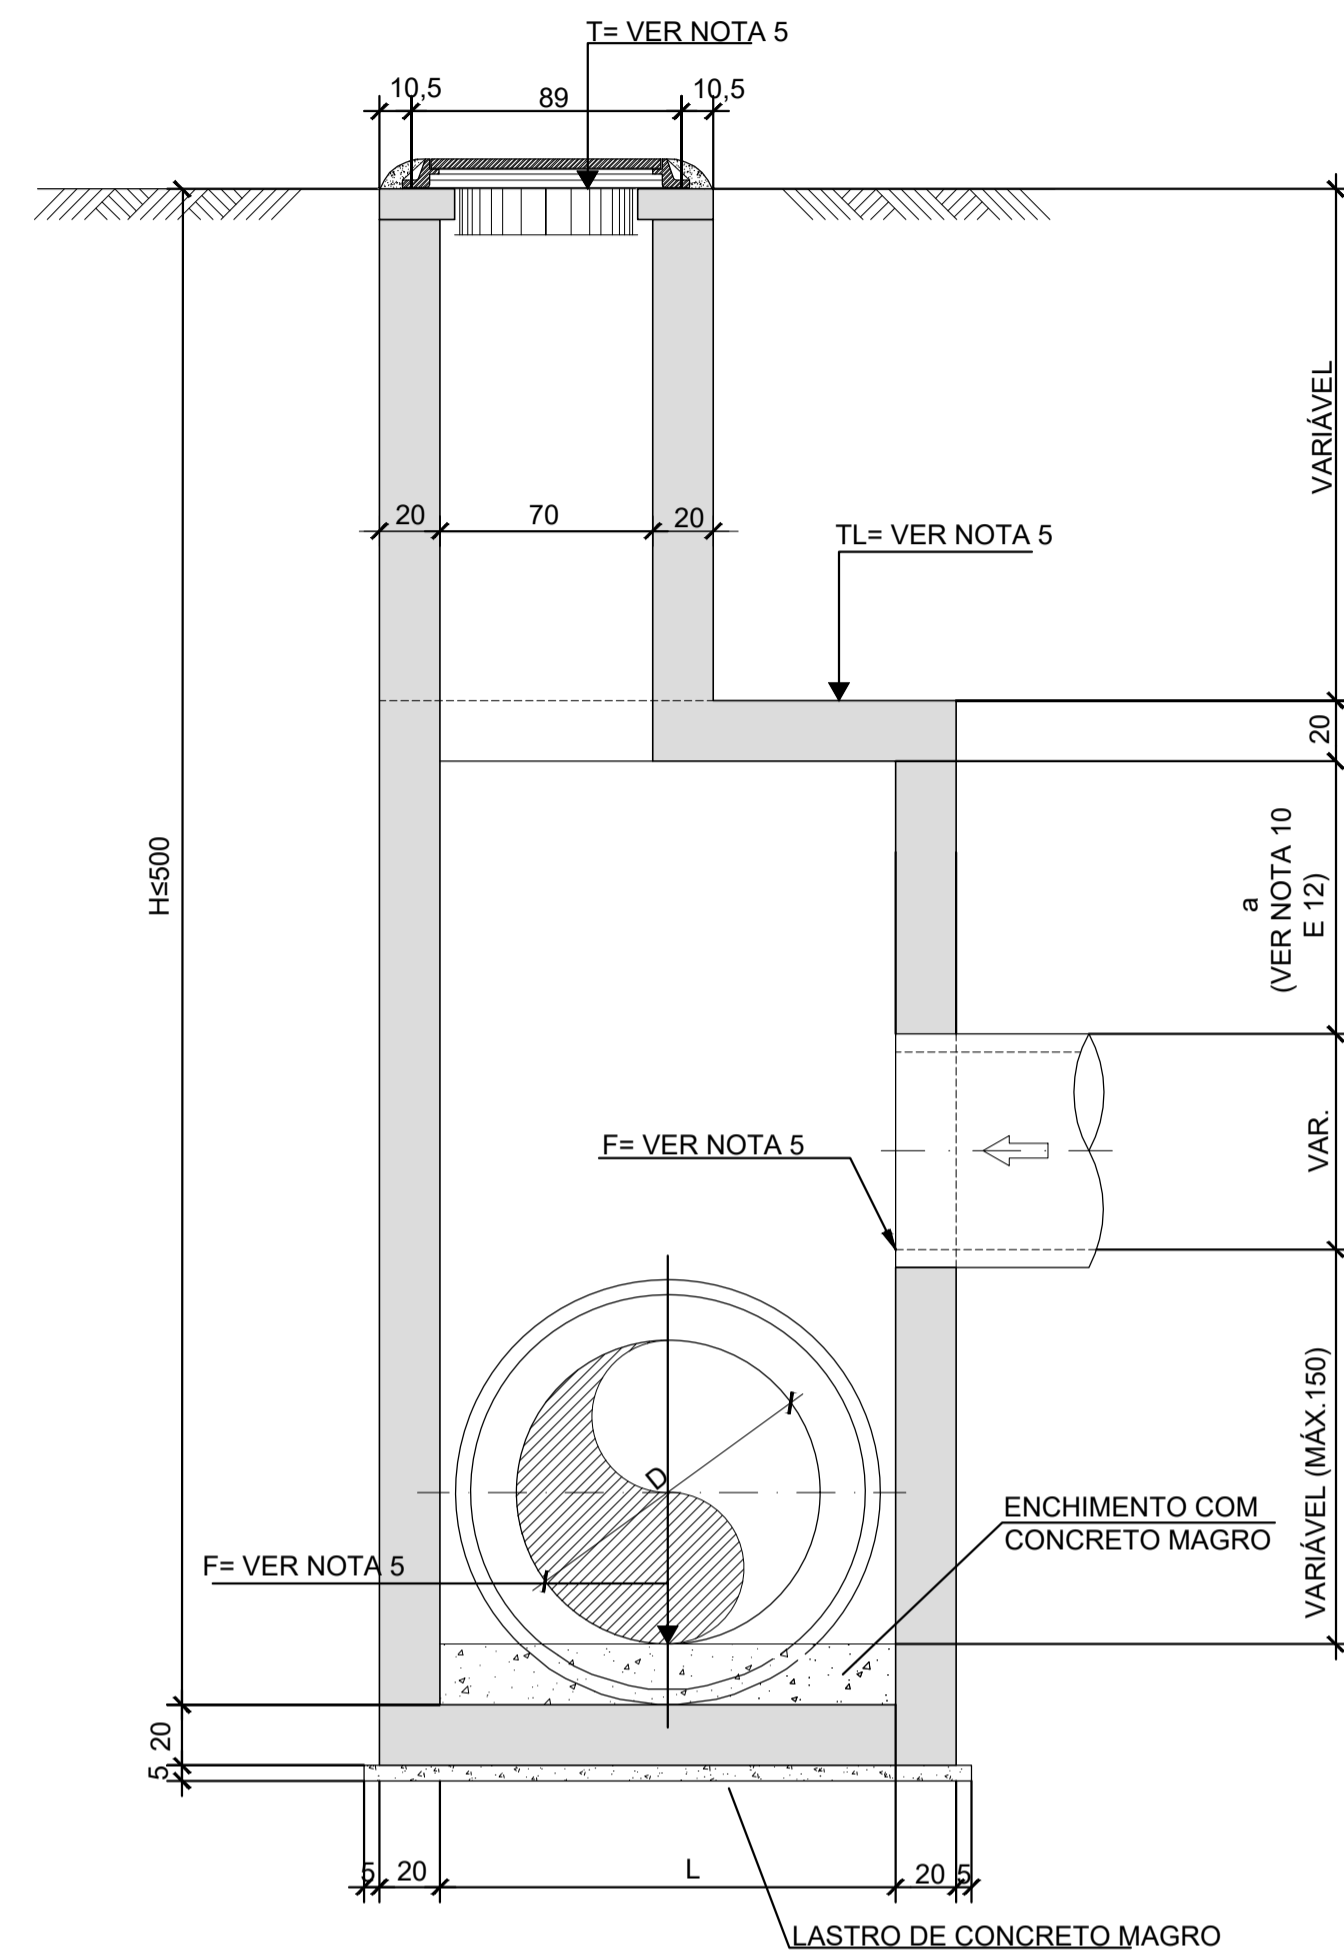 T= VER NOTA 5
10,5
89
10,5
VARIÁVEL
20
70
20
TL= VER NOTA 5
20
H≤500
a
(VER NOTA 10
E 12)
F= VER NOTA 5
VAR.
D
VARIÁVEL (MÁX.150)
ENCHIMENTO COM
CONCRETO MAGRO
F= VER NOTA 5
20
5
5
20
L
20
5
LASTRO DE CONCRETO MAGRO